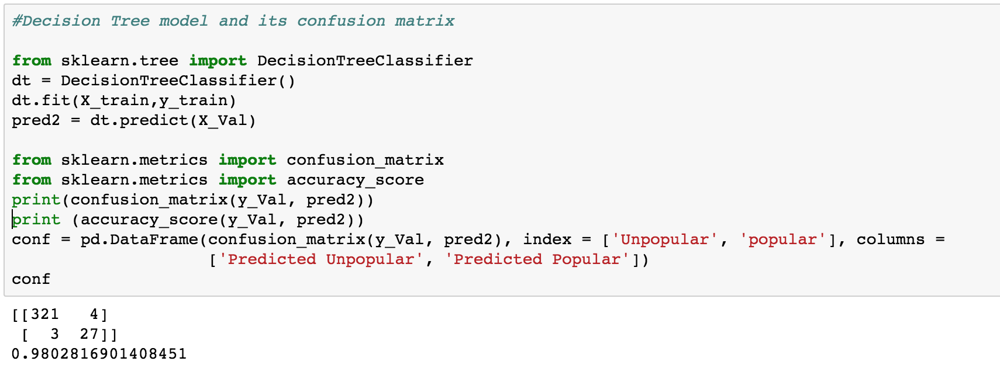 #Decision Tree model and its confusion matrix
from sklearn.tree import DecisionTreeClassifier
dt = DecisionTreeClassifier()
dt.fit(X_train,y_train)
pred2 = dt.predict(X_Val)
from sklearn.metrics import confusion_matrix
from sklearn.metrics import accuracy_score
print(confusion_matrix(y_Val, pred2))
print (accuracy_score(y_Val, pred2))
conf = pd.DataFrame(confusion_matrix(y_Val, pred2), index = ['Unpopular', 'popular'], columns =
                    ['Predicted Unpopular', 'Predicted Popular'])
conf
[[321   4]
 [  3  27]]
0.9802816901408451